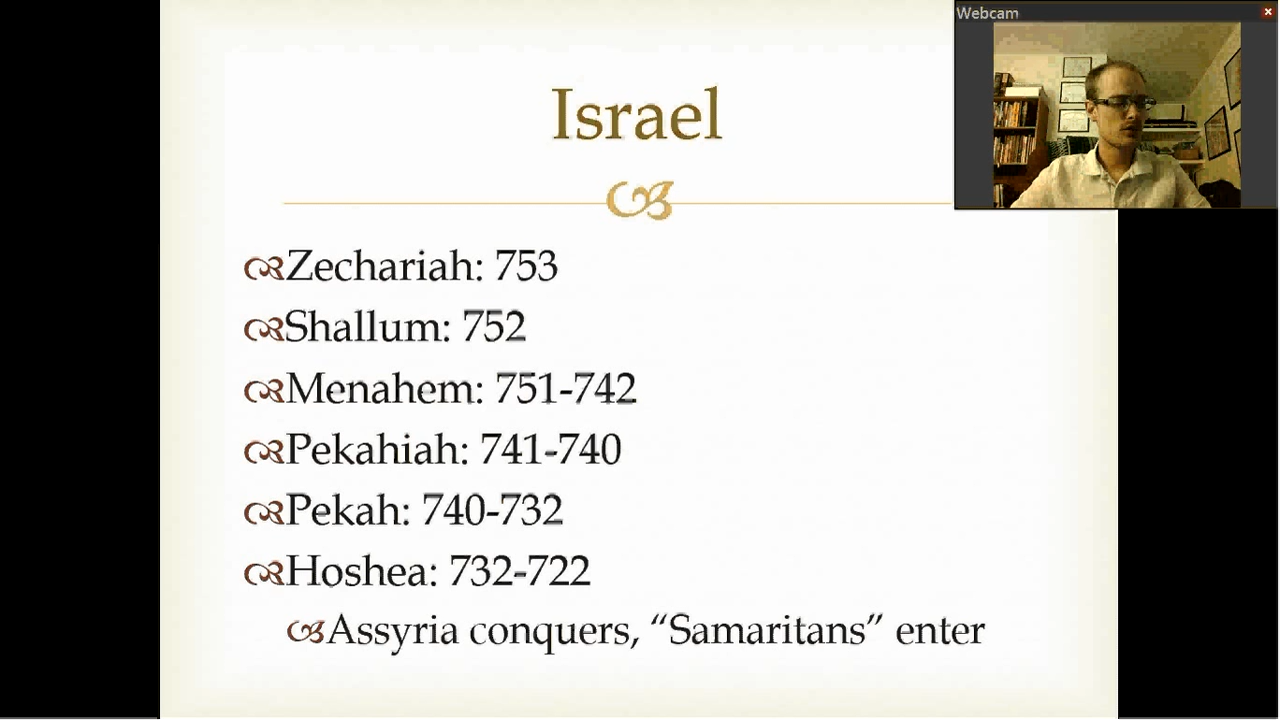 Webcam
Israel
Zechariah: 753
Shallum: 752
Menahem: 751-742
Pekahiah: 741-740
Pekah: 740-732
Hoshea: 732-722
Assyria conquers, “Samaritans” enter